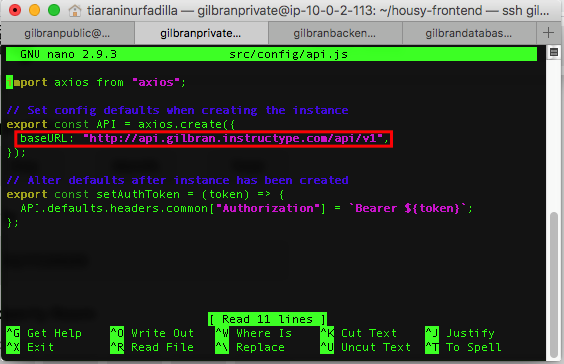 tiaraninurfadilla — gilbranprivate@ip-10-0-2-113: ~/housy-frontend — ssh gil...
gilbranpublic@... gilbranprivate... gilbranbacken... gilbrandatabas... +
GNU nano 2.9.3 src/config/api.js
import axios from "axios";
// Set config defaults when creating the instance
export const API = axios.create({
baseURL: "http://api.gilbran.instructype.com/api/v1",
});
// Alter defaults after instance has been created
export const setAuthToken = (token) => {
API.defaults.headers.common["Authorization"] = `Bearer ${token}`;
};
[ Read 11 lines ]
^G Get Help ^O Write Out ^W Where Is ^K Cut Text ^J Justify
^X Exit ^R Read File ^\ Replace ^U Uncut Text ^T To Spell